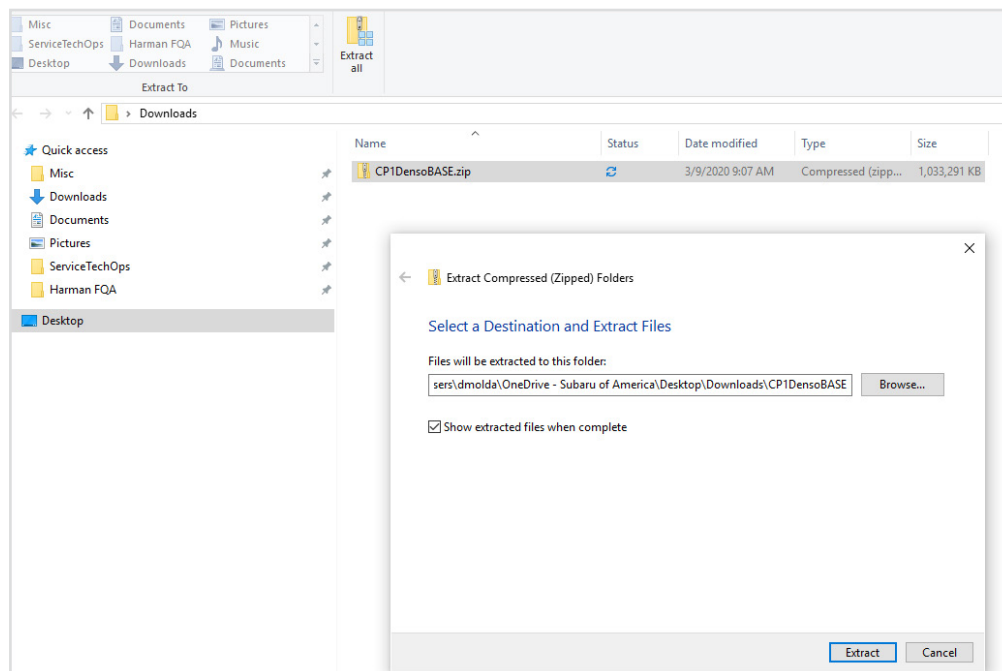 Misc Documents Pictures
ServiceTechOps Harman FQA Music
Desktop Downloads Documents
Extract To
Extract
all
Downloads
Quick access
Misc
Downloads
Documents
Pictures
ServiceTechOps
Harman FQA
Desktop
Name Status Date modified Type Size
CP1DensoBASE.zip 3/9/2020 9:07 AM Compressed (zipp... 1,033,291 KB
Extract Compressed (Zipped) Folders
Select a Destination and Extract Files
Files will be extracted to this folder:
sers\dmolda\OneDrive - Subaru of America\Desktop\Downloads\CP1DensoBASE Browse...
Show extracted files when complete
Extract Cancel